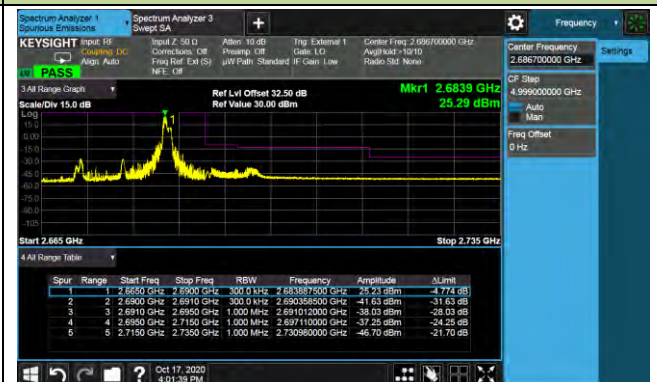 Spectrum Analyzer 1
Spurious Emissions
Spectrum Analyzer 3
Swept SA
+
Frequency
KEYSIGHT
Input: RF
Coupling: DC
Align: Auto
Input Z: 50 Ω
Corrections: Off
Freq Ref: Ext (S)
NFE: Off
Atten: 10 dB
Preamp: Off
µW Path: Standard
Trig: External 1
Gate: LO
IF Gain: Low
Center Freq: 2.686700000 GHz
Avg|Hold:>10/10
Radio Std: None
PASS
Center Frequency
2.686700000 GHz
Settings
CF Step
4.999000000 GHz
Auto
Man
Freq Offset
0 Hz
3 All Range Graph
Scale/Div 15.0 dB
Ref Lvl Offset 32.50 dB
Ref Value 30.00 dBm
Mkr1 2.6839 GHz
25.29 dBm
Log
15.0
0.00
-15.0
-30.0
-45.0
-60.0
-75.0
-90.0
-105
1
Start 2.665 GHz
Stop 2.735 GHz
4 All Range Table
Spur Range Start Freq Stop Freq RBW Frequency Amplitude ΔLimit
1 1 2.6650 GHz 2.6900 GHz 300.0 kHz 2.683887500 GHz 25.23 dBm -4.774 dB
2 2 2.6900 GHz 2.6910 GHz 300.0 kHz 2.690358500 GHz -41.63 dBm -31.63 dB
3 3 2.6910 GHz 2.6950 GHz 1.000 MHz 2.691012000 GHz -38.03 dBm -28.03 dB
4 4 2.6950 GHz 2.7150 GHz 1.000 MHz 2.697110000 GHz -37.25 dBm -24.25 dB
5 5 2.7150 GHz 2.7350 GHz 1.000 MHz 2.730980000 GHz -46.70 dBm -21.70 dB
?
Oct 17, 2020
4:01:39 PM